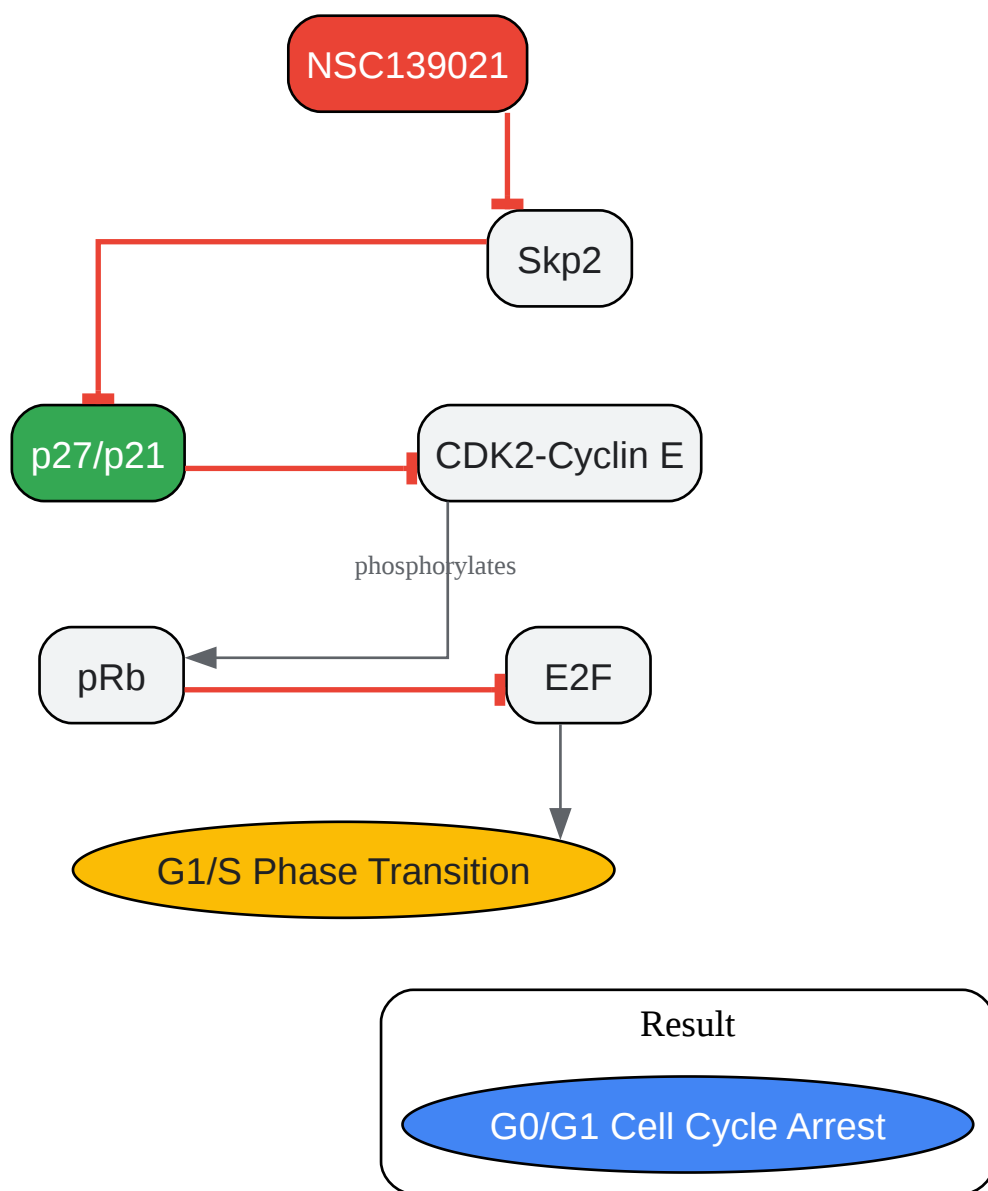 NSC139021
Skp2
p27/p21
CDK2-Cyclin E
phosphorylates
pRb
E2F
G1/S Phase Transition
Result
G0/G1 Cell Cycle Arrest